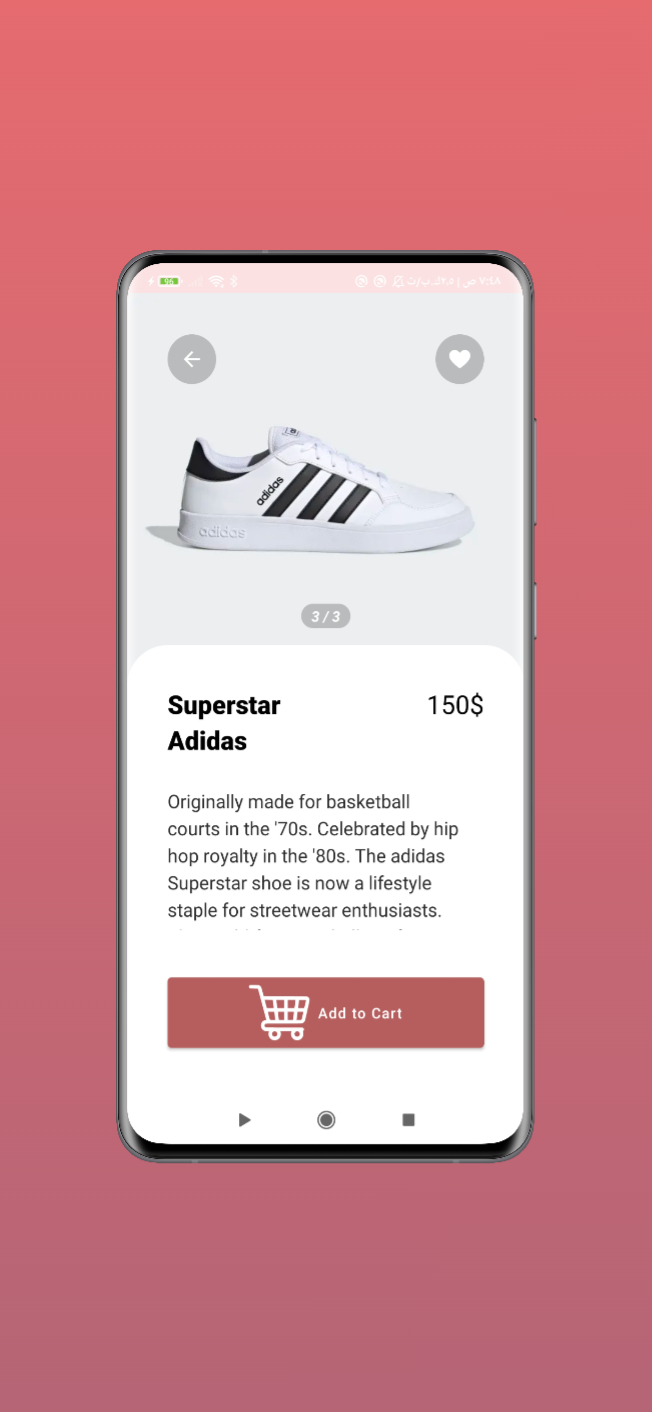 96
٧:٤٨ ص
adidas
adidas
3 / 3
Superstar
Adidas
150$
Originally made for basketball
courts in the '70s. Celebrated by hip
hop royalty in the '80s. The adidas
Superstar shoe is now a lifestyle
staple for streetwear enthusiasts.
Add to Cart